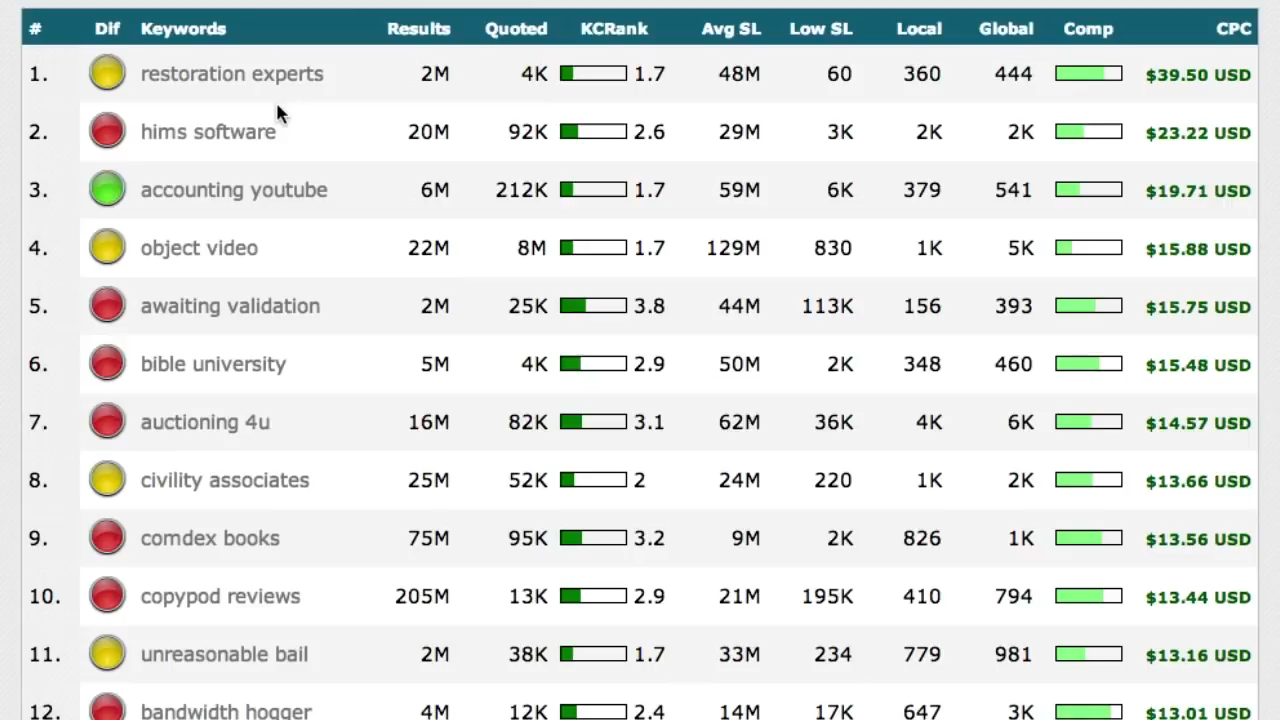 # Dif Keywords Results Quoted KCRank Avg SL Low SL Local Global Comp CPC
1. restoration experts 2M 4K 1.7 48M 60 360 444 $39.50 USD
2. hims software 20M 92K 2.6 29M 3K 2K 2K $23.22 USD
3. accounting youtube 6M 212K 1.7 59M 6K 379 541 $19.71 USD
4. object video 22M 8M 1.7 129M 830 1K 5K $15.88 USD
5. awaiting validation 2M 25K 3.8 44M 113K 156 393 $15.75 USD
6. bible university 5M 4K 2.9 50M 2K 348 460 $15.48 USD
7. auctioning 4u 16M 82K 3.1 62M 36K 4K 6K $14.57 USD
8. civility associates 25M 52K 2 24M 220 1K 2K $13.66 USD
9. comdex books 75M 95K 3.2 9M 2K 826 1K $13.56 USD
10. copypod reviews 205M 13K 2.9 21M 195K 410 794 $13.44 USD
11. unreasonable bail 2M 38K 1.7 33M 234 779 981 $13.16 USD
12. bandwidth hogger 4M 12K 2.4 14M 17K 647 3K $13.01 USD